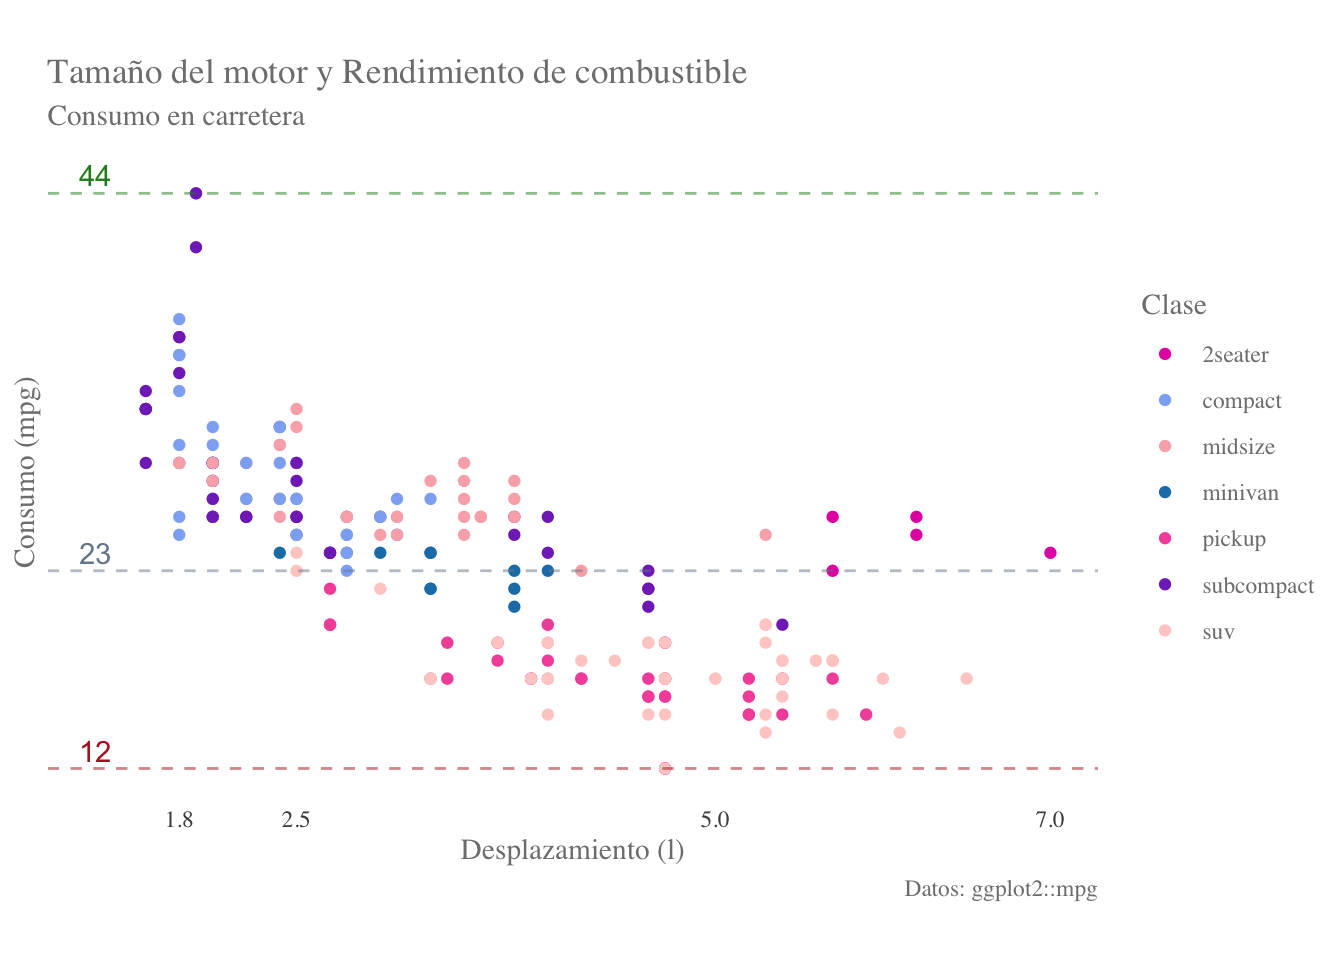 Tamaño del motor y Rendimiento de combustible
Consumo en carretera
44
23
12
Consumo (mpg)
1.8 2.5 5.0 7.0
Desplazamiento (l)
Clase
2seater
compact
midsize
minivan
pickup
subcompact
suv
Datos: ggplot2::mpg